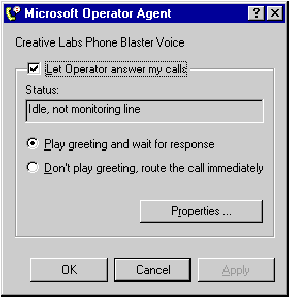 Microsoft Operator Agent
Creative Labs Phone Blaster Voice
Let Operator answer my calls
Status:
Idle, not monitoring line
Play greeting and wait for response
Don't play greeting, route the call immediately
Properties ...
OK Cancel Apply